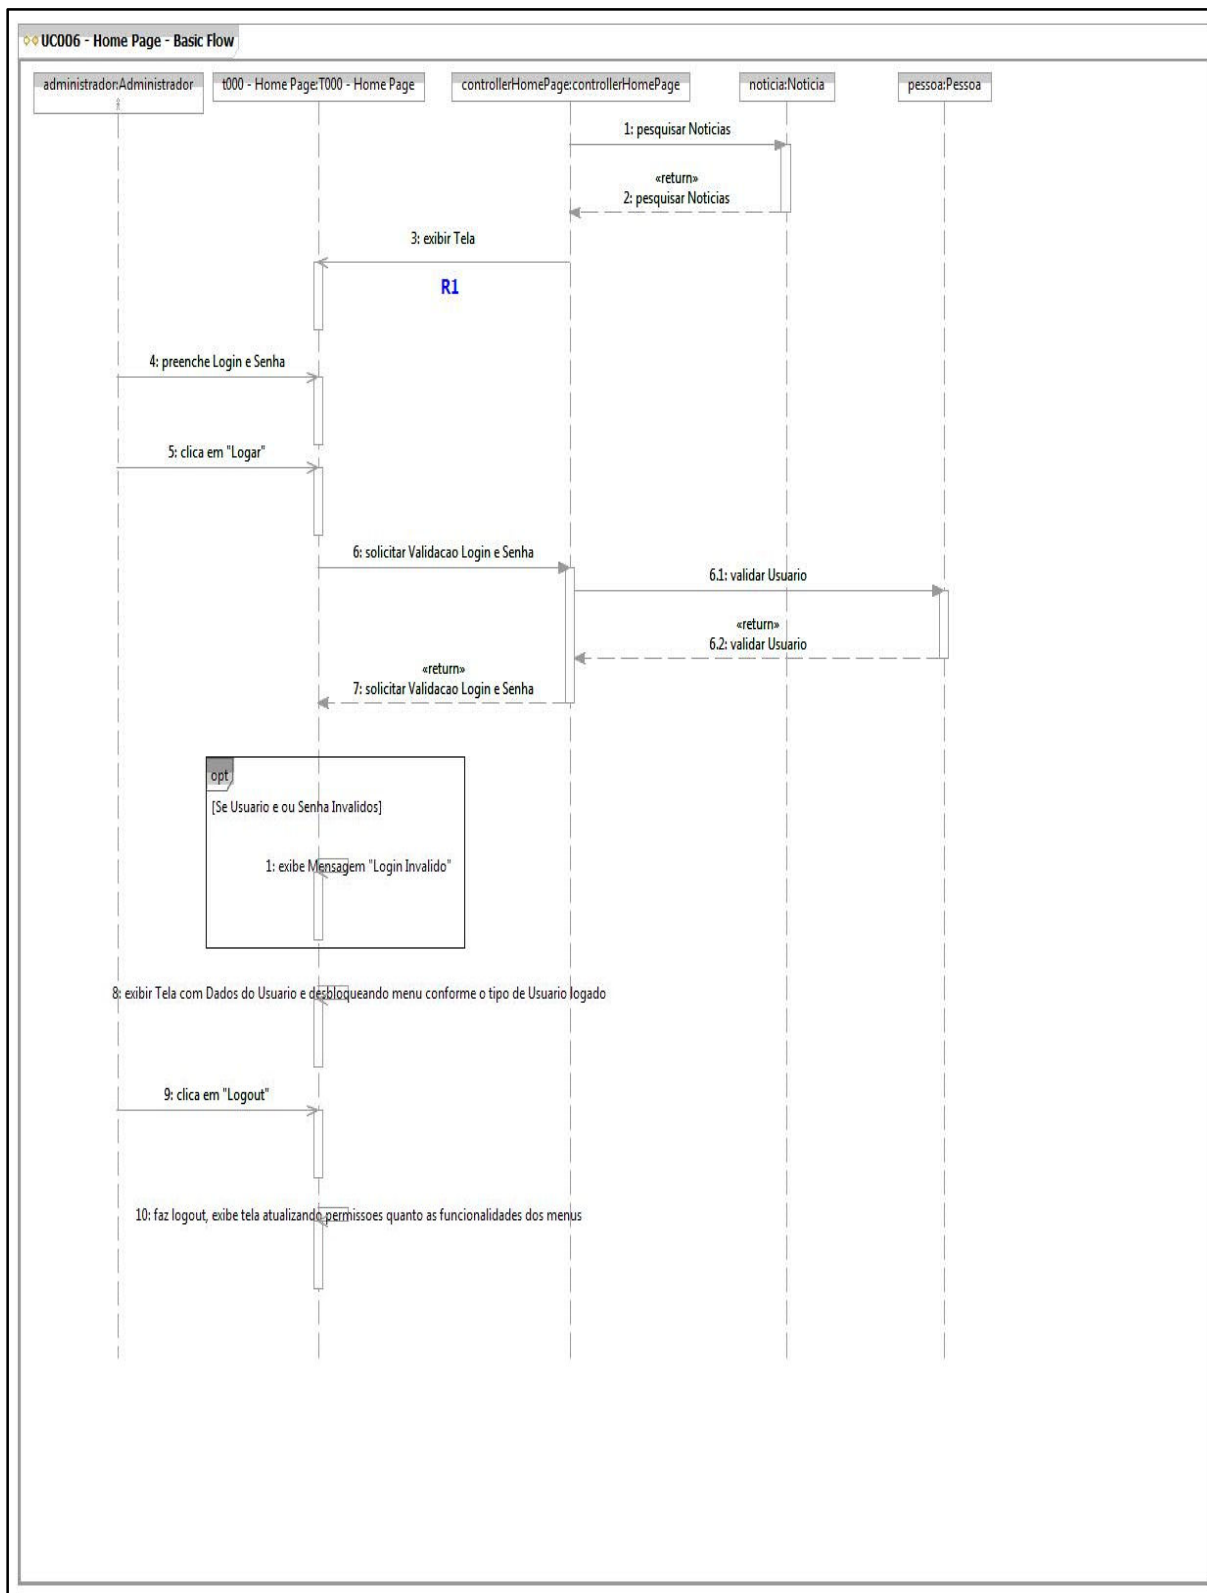 UC006 - Home Page - Basic Flow
administrador:Administrador
t000 - Home Page:T000 - Home Page
controllerHomePage:controllerHomePage
noticia:Noticia
pessoa:Pessoa
1: pesquisar Noticias
«return»
2: pesquisar Noticias
3: exibir Tela
R1
4: preenche Login e Senha
5: clica em "Logar"
6: solicitar Validacao Login e Senha
6.1: validar Usuario
«return»
6.2: validar Usuario
«return»
7: solicitar Validacao Login e Senha
opt
[Se Usuario e ou Senha Invalidos]
1: exibe Mensagem "Login Invalido"
8: exibir Tela com Dados do Usuario e desbloqueando menu conforme o tipo de Usuario logado
9: clica em "Logout"
10: faz logout, exibe tela atualizando permissoes quanto as funcionalidades dos menus